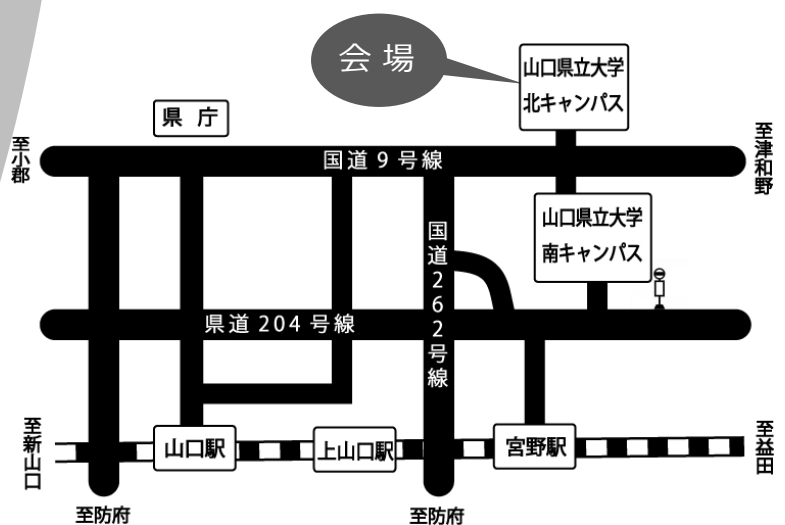 会場
山口県立大学
北キャンパス
県庁
至小郡
国道9号線
至津和野
山口県立大学
南キャンパス
国道262号線
県道204号線
至新山口
山口駅
上山口駅
宮野駅
至益田
至防府
至防府